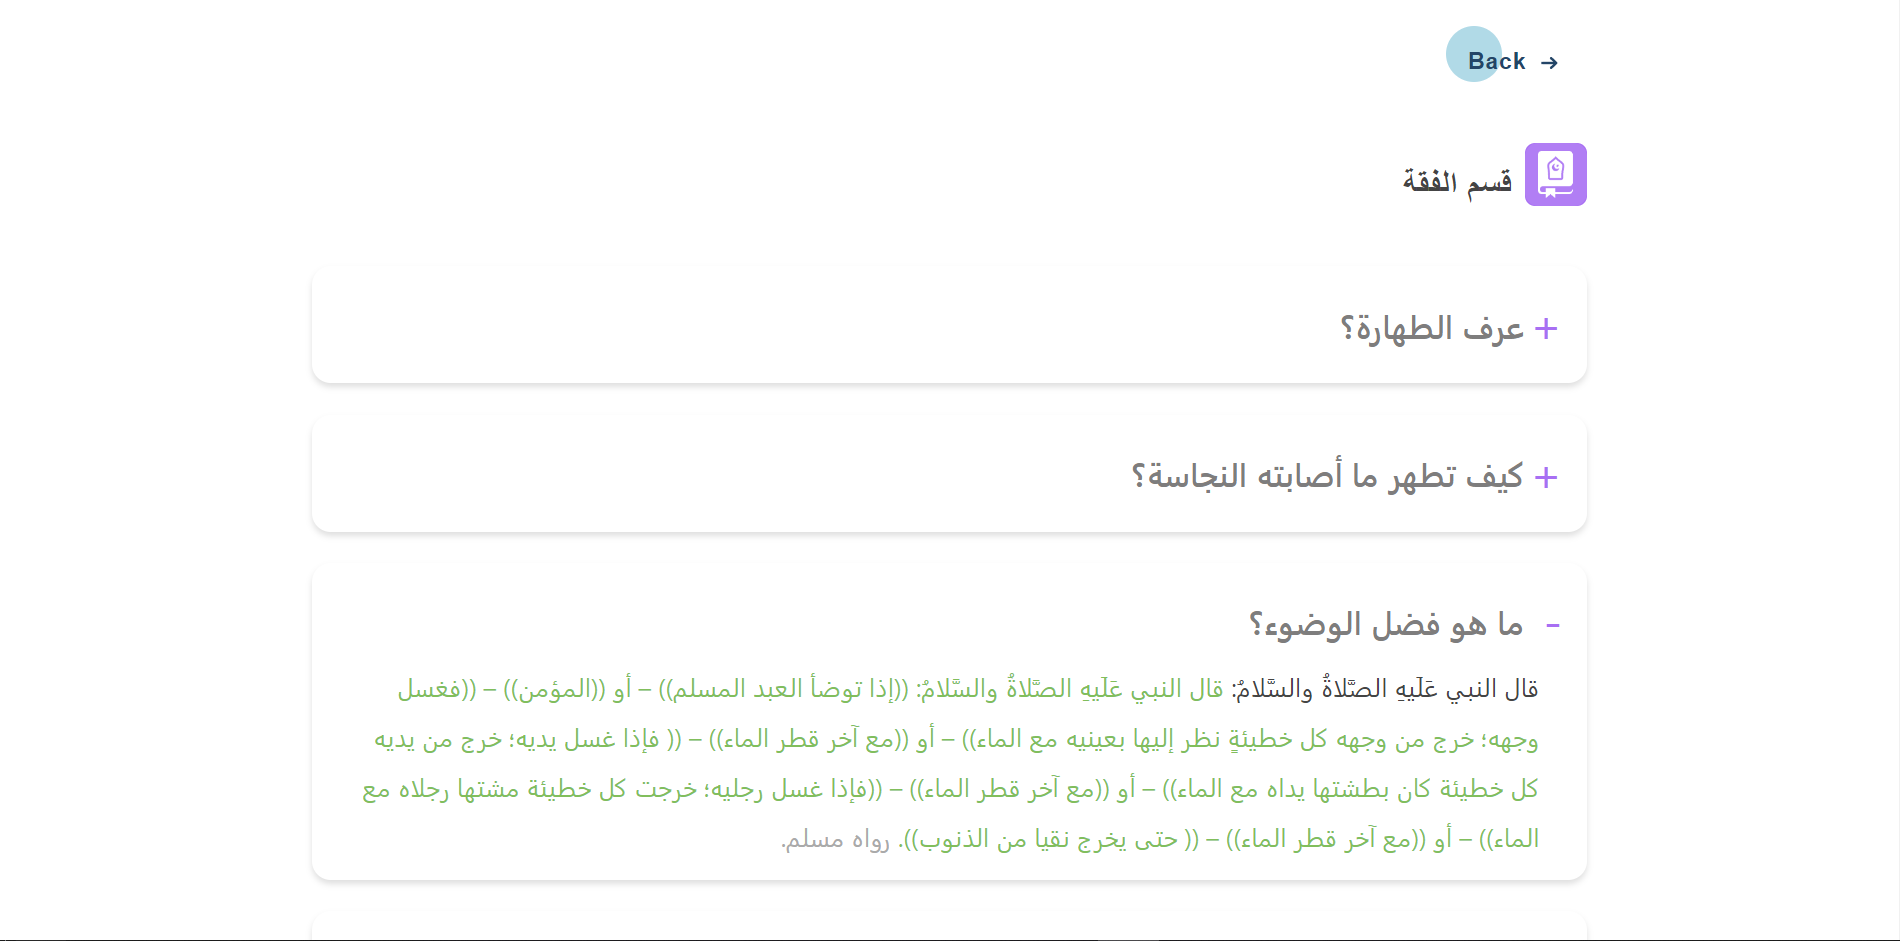 Back →
قسم الفقة
+ عرف الطهارة؟
+ كيف تطهر ما أصابته النجاسة؟
- ما هو فضل الوضوء؟
قال النبي عَلَيهِ الصَّلاةُ والسَّلامُ: قال النبي عَلَيهِ الصَّلاةُ والسَّلامُ: ((إذا توضأ العبد المسلم)) – أو ((المؤمن)) – ((فغسل
وجهه؛ خرج من وجهه كل خطيئةٍ نظر إليها بعينيه مع الماء)) – أو ((مع آخر قطر الماء)) – (( فإذا غسل يديه؛ خرج من يديه
كل خطيئة كان بطشتها يداه مع الماء)) – أو ((مع آخر قطر الماء)) – ((فإذا غسل رجليه؛ خرجت كل خطيئة مشتها رجلاه مع
الماء)) – أو ((مع آخر قطر الماء)) – (( حتى يخرج نقيا من الذنوب)). رواه مسلم.